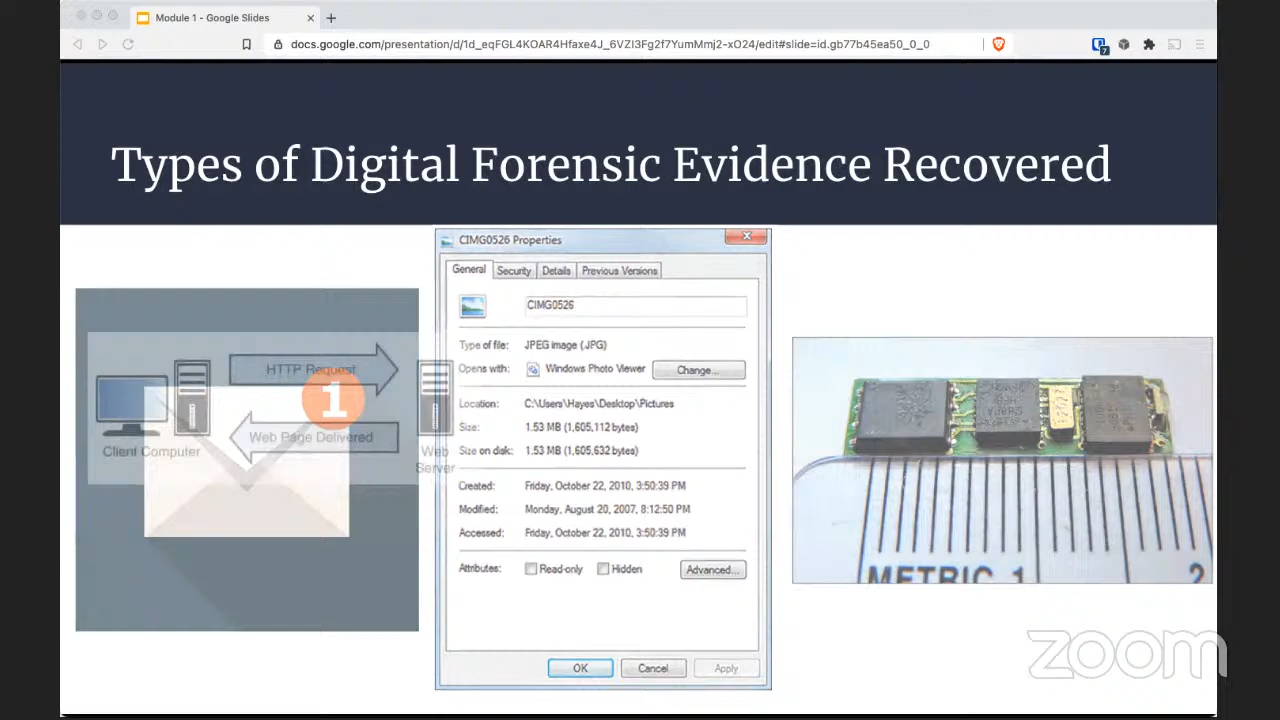 Module 1 - Google Slides
docs.google.com/presentation/d/1d_eqFGL4KOAR4Hfaxe4J_6VZI3Fg2f7YumMmj2-xO24/edit#slide=id.gb77b45ea50_0_0
7
Types of Digital Forensic Evidence Recovered
HTTP Request
1
Web Page Delivered
Client Computer
Web
Server
CIMG0526 Properties
General Security Details Previous Versions
CIMG0526
Type of file: JPEG image (.JPG)
Opens with: Windows Photo Viewer Change...
Location: C:\Users\Hayes\Desktop\Pictures
Size: 1.53 MB (1,605,112 bytes)
Size on disk: 1.53 MB (1,605,632 bytes)
Created: Friday, October 22, 2010, 3:50:39 PM
Modified: Monday, August 20, 2007, 8:12:50 PM
Accessed: Friday, October 22, 2010, 3:50:39 PM
Attributes: Read-only Hidden Advanced...
OK Cancel Apply
METRIC 1 2
zoom